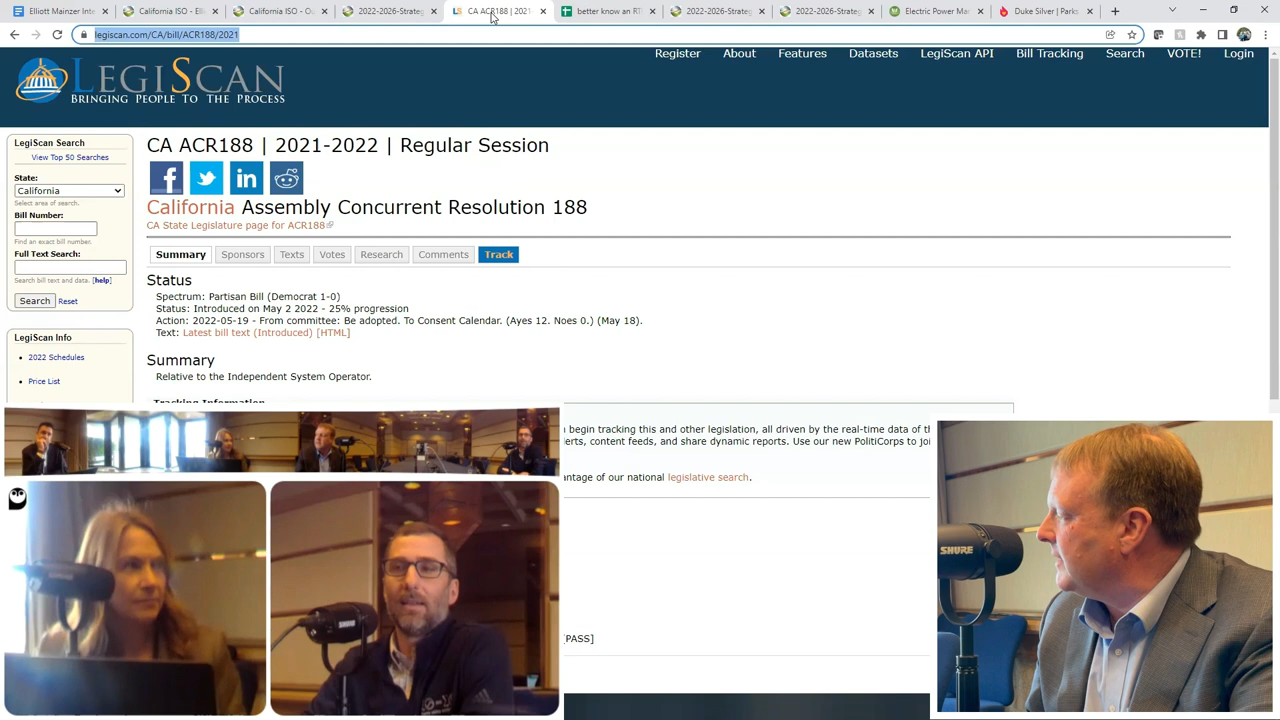 Elliott Mainzer Inte
California ISO - Elli
California ISO - Ou
2022-2026-Strateg
CA ACR188 | 2021
better know an RT
2022-2026-Strateg
2022-2026-Strateg
Electric Power Mar
Duke Silver | Parks
legiscan.com/CA/bill/ACR188/2021
LEGISCAN
BRINGING PEOPLE TO THE PROCESS
Register About Features Datasets LegiScan API Bill Tracking Search VOTE! Login
LegiScan Search
View Top 50 Searches
State:
California
Select area of search.
Bill Number:
Find an exact bill number.
Full Text Search:
Search bill text and data. [help]
Search Reset
LegiScan Info
2022 Schedules
Price List
CA ACR188 | 2021-2022 | Regular Session
California Assembly Concurrent Resolution 188
CA State Legislature page for ACR188
Summary Sponsors Texts Votes Research Comments Track
Status
Spectrum: Partisan Bill (Democrat 1-0)
Status: Introduced on May 2 2022 - 25% progression
Action: 2022-05-19 - From committee: Be adopted. To Consent Calendar. (Ayes 12. Noes 0.) (May 18).
Text: Latest bill text (Introduced) [HTML]
Summary
Relative to the Independent System Operator.
Tracking Information
begin tracking this and other legislation, all driven by the real-time data of th
lerts, content feeds, and share dynamic reports. Use our new PolitiCorps to joi
antage of our national legislative search.
[PASS]
SHURE